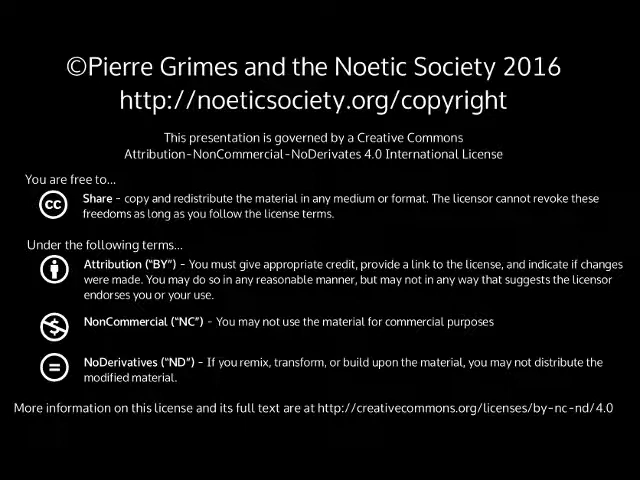 ©Pierre Grimes and the Noetic Society 2016
http://noeticsociety.org/copyright
This presentation is governed by a Creative Commons
Attribution-NonCommercial-NoDerivates 4.0 International License
You are free to...
Share - copy and redistribute the material in any medium or format. The licensor cannot revoke these
freedoms as long as you follow the license terms.
Under the following terms...
Attribution ("BY") - You must give appropriate credit, provide a link to the license, and indicate if changes
were made. You may do so in any reasonable manner, but may not in any way that suggests the licensor
endorses you or your use.
NonCommercial ("NC") - You may not use the material for commercial purposes
NoDerivatives ("ND") - If you remix, transform, or build upon the material, you may not distribute the
modified material.
More information on this license and its full text are at http://creativecommons.org/licenses/by-nc-nd/4.0